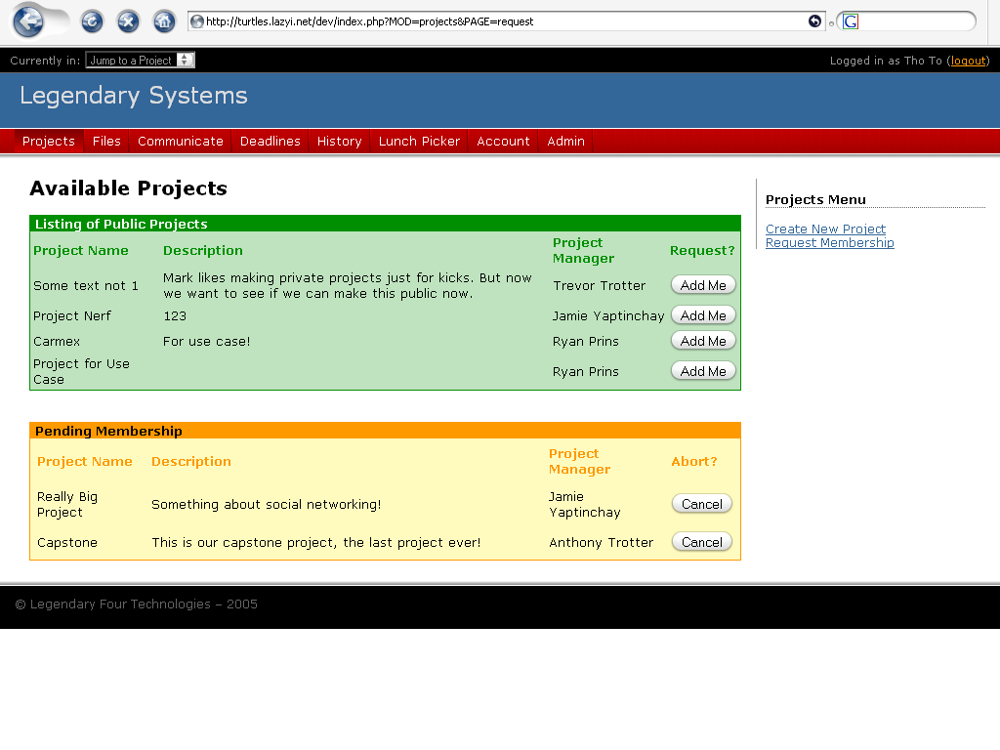 http://turtles.lazyi.net/dev/index.php?MOD=projects&PAGE=request
G
Currently in: Jump to a Project
Logged in as Tho To (logout)
Legendary Systems
Projects Files Communicate Deadlines History Lunch Picker Account Admin
Available Projects
Projects Menu
Create New Project
Request Membership
Listing of Public Projects
Project Name Description Project Manager Request?
Some text not 1 Mark likes making private projects just for kicks. But now
we want to see if we can make this public now. Trevor Trotter Add Me
Project Nerf 123 Jamie Yaptinchay Add Me
Carmex For use case! Ryan Prins Add Me
Project for Use
Case Ryan Prins Add Me
Pending Membership
Project Name Description Project Manager Abort?
Really Big
Project Something about social networking! Jamie
Yaptinchay Cancel
Capstone This is our capstone project, the last project ever! Anthony Trotter Cancel
© Legendary Four Technologies – 2005